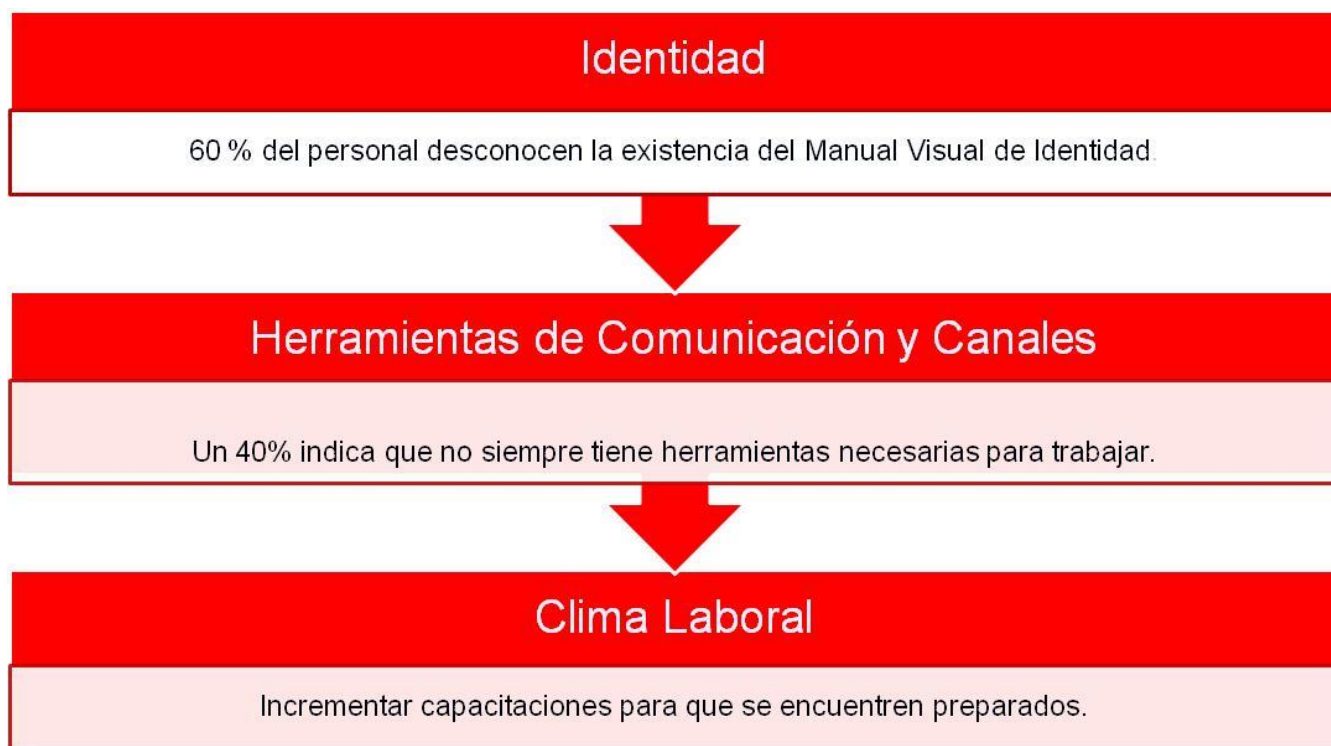 Identidad
60 % del personal desconocen la existencia del Manual Visual de Identidad.
Herramientas de Comunicación y Canales
Un 40% indica que no siempre tiene herramientas necesarias para trabajar.
Clima Laboral
Incrementar capacitaciones para que se encuentren preparados.